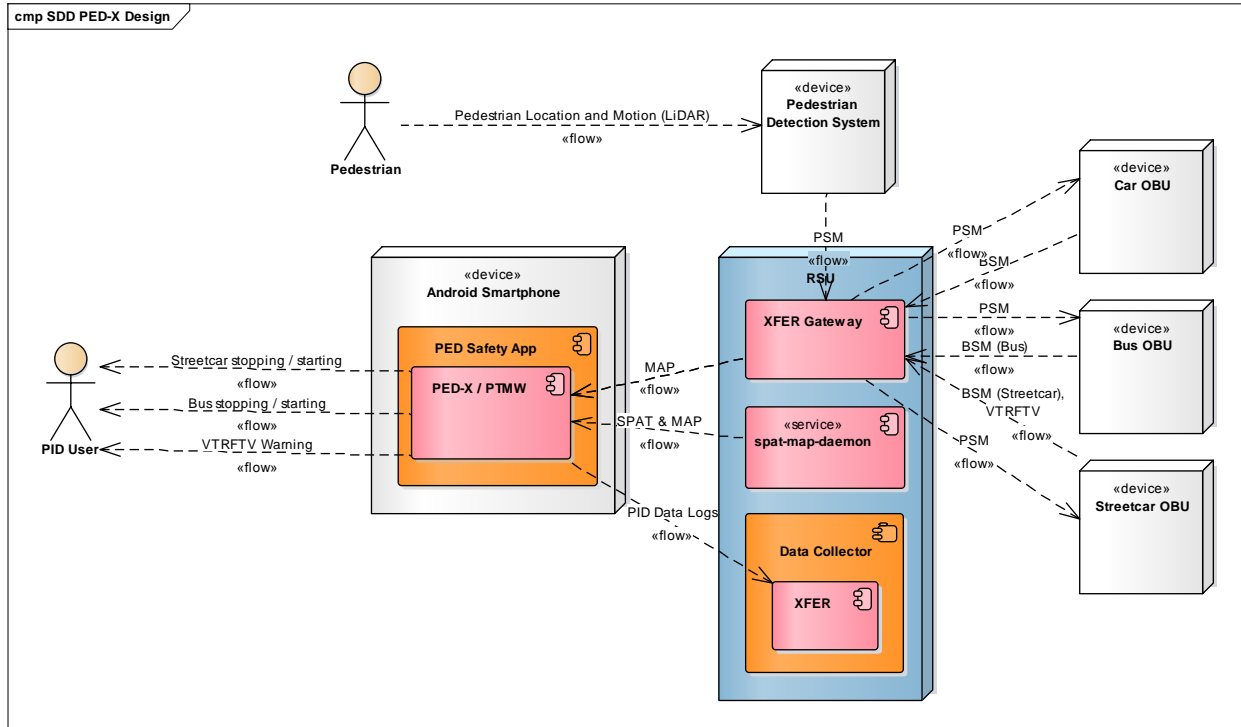 cmp SDD PED-X Design
Pedestrian
Pedestrian Location and Motion (LiDAR)
«flow»
«device»
Pedestrian
Detection System
PSM
«flow»
«device»
Car OBU
PSM
«flow»
BSM
«flow»
«device»
Android Smartphone
PED Safety App
PED-X / PTMW
RSU
XFER Gateway
PSM
«flow»
BSM (Bus)
«flow»
«device»
Bus OBU
BSM (Streetcar),
VTRFTV
«flow»
PSM
«flow»
«device»
Streetcar OBU
MAP
«flow»
SPAT & MAP
«flow»
«service»
spat-map-daemon
PID User
Streetcar stopping / starting
«flow»
Bus stopping / starting
«flow»
VTRFTV Warning
«flow»
PID Data Logs
«flow»
Data Collector
XFER